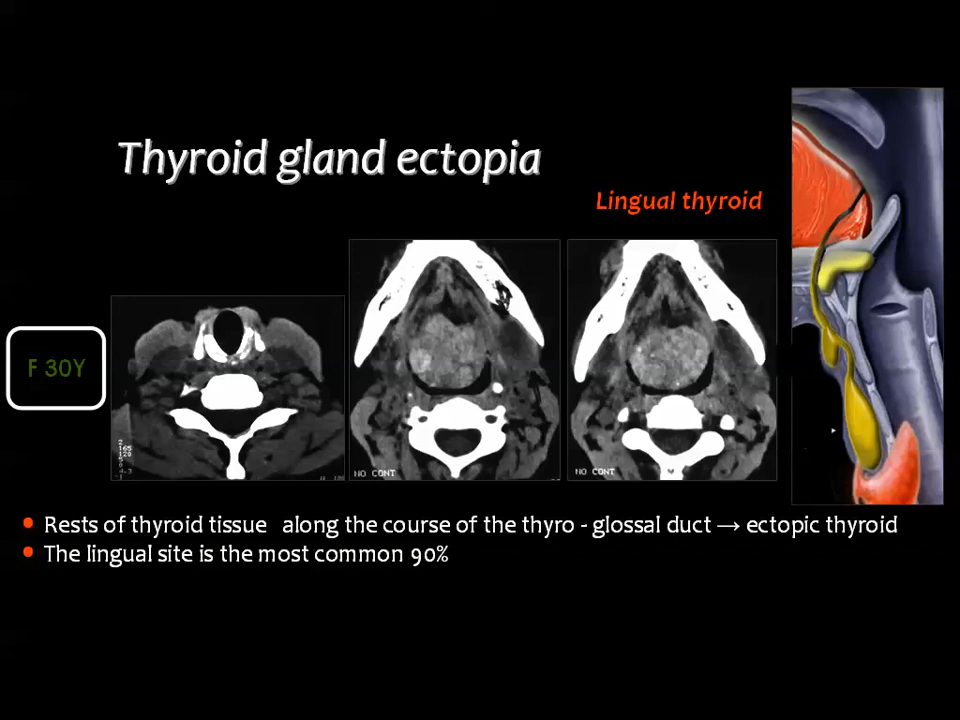 Thyroid gland ectopia
Lingual thyroid
F 30Y
NO CONT
NO CONT
• Rests of thyroid tissue along the course of the thyro - glossal duct → ectopic thyroid
• The lingual site is the most common 90%